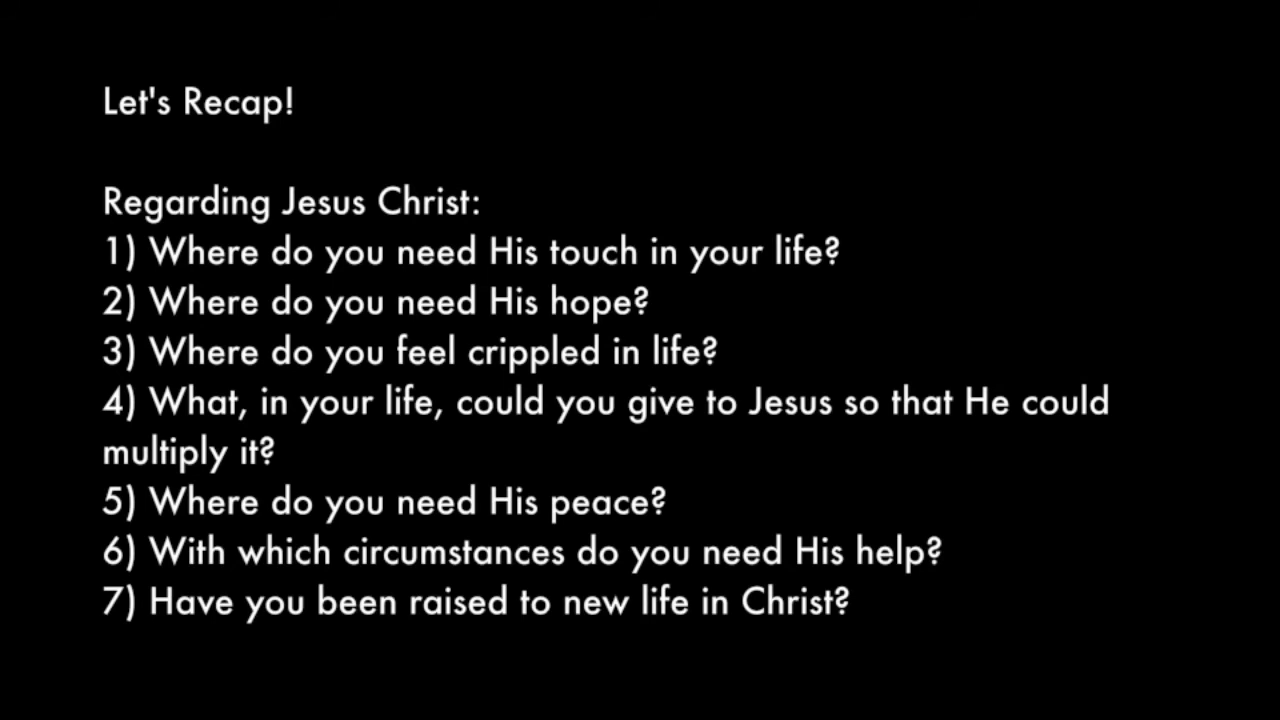 Let's Recap!
Regarding Jesus Christ:
1) Where do you need His touch in your life?
2) Where do you need His hope?
3) Where do you feel crippled in life?
4) What, in your life, could you give to Jesus so that He could
multiply it?
5) Where do you need His peace?
6) With which circumstances do you need His help?
7) Have you been raised to new life in Christ?